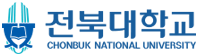 전북대학교
CHONBUK NATIONAL UNIVERSITY